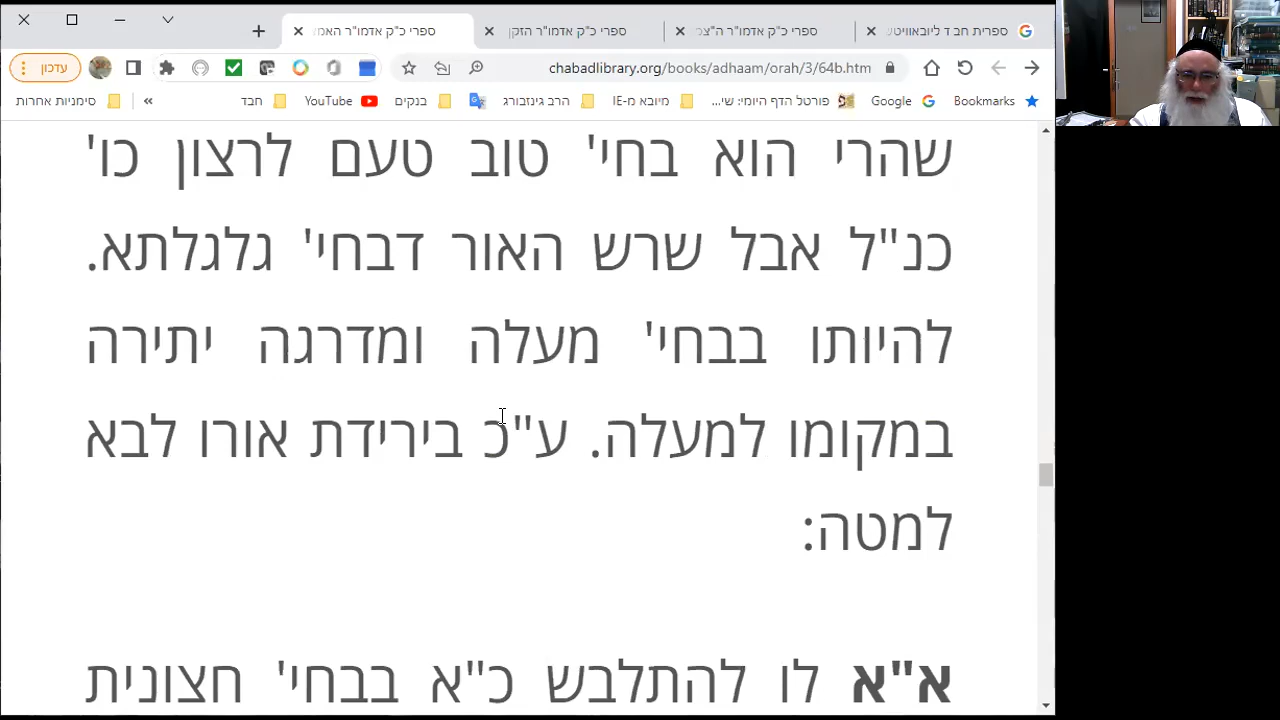 ספרי כ"ק אדמו"ר האמ
ספרי כ"ק אדמו"ר הזקן
ספרי כ"ק אדמו"ר ה"צמ
ספרית חב ד ליובאוויטש
עדכון
badlibrary.org/books/adhaam/orah/3/64b.htm
סימניות אחרות
«
חבד
YouTube
בנקים
הרב גינזבורג
מיובא מ-IE
פורטל הדף היומי: שי...
Google
Bookmarks
שהרי הוא בחי' טוב טעם לרצון כו'
כנ"ל אבל שרש האור דבחי' גלגלתא.
להיותו בבחי' מעלה ומדרגה יתירה
במקומו למעלה. ע"כ בירידת אורו לבא
למטה:
א"א לו להתלבש כ"א בבחי' חצונית